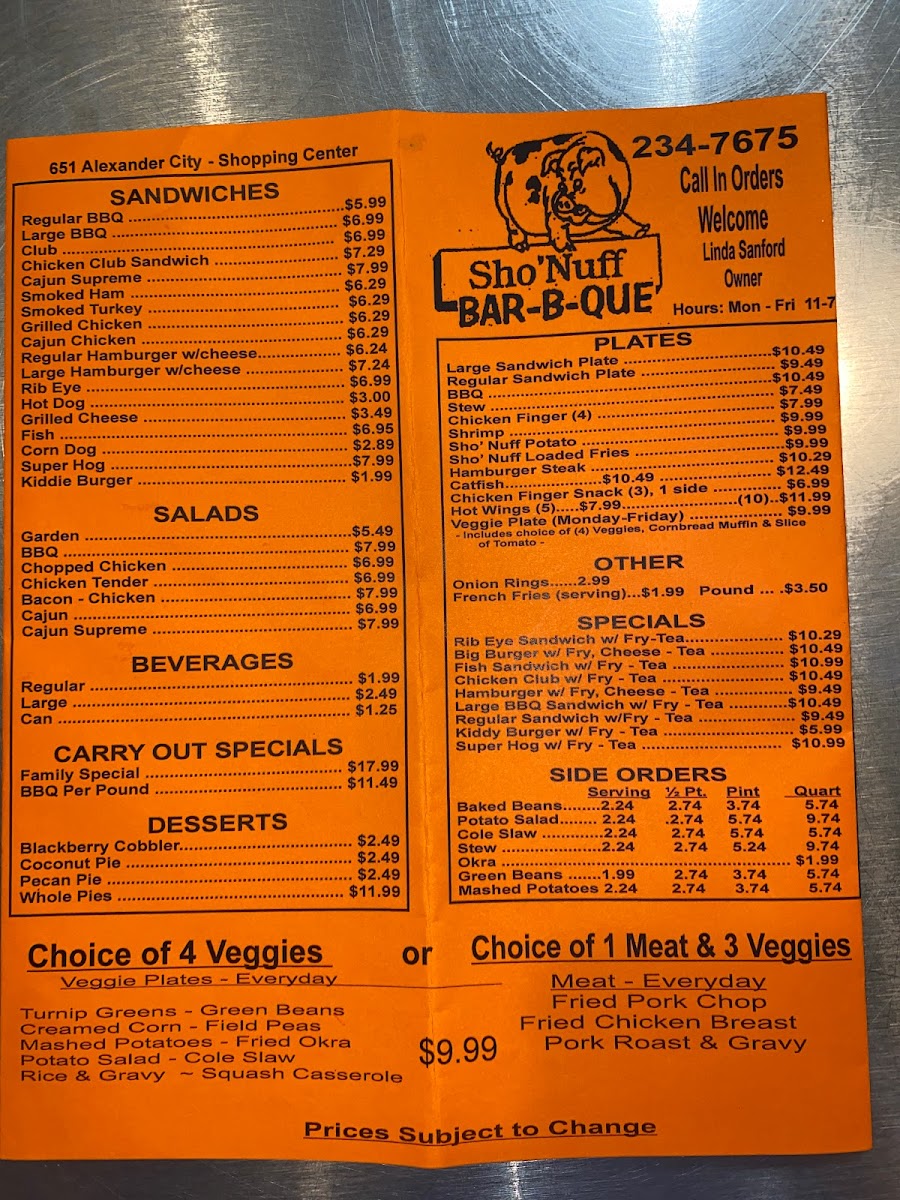 651 Alexander City - Shopping Center
SANDWICHES
Regular BBQ ....................$5.99
Large BBQ ....................$6.99
Club ....................$6.99
Chicken Club Sandwich ....................$7.29
Cajun Supreme ....................$7.99
Smoked Ham ....................$6.29
Smoked Turkey ....................$6.29
Grilled Chicken ....................$6.29
Cajun Chicken ....................$6.29
Regular Hamburger w/cheese....................$6.24
Large Hamburger w/cheese ....................$7.24
Rib Eye ....................$6.99
Hot Dog ....................$3.00
Grilled Cheese ....................$3.49
Fish ....................$6.95
Corn Dog ....................$2.89
Super Hog ....................$7.99
Kiddie Burger ....................$1.99
SALADS
Garden ....................$5.49
BBQ ....................$7.99
Chopped Chicken ....................$6.99
Chicken Tender ....................$6.99
Bacon - Chicken ....................$7.99
Cajun ....................$6.99
Cajun Supreme ....................$7.99
BEVERAGES
Regular ....................$1.99
Large ....................$2.49
Can ....................$1.25
CARRY OUT SPECIALS
Family Special ....................$17.99
BBQ Per Pound ....................$11.49
DESSERTS
Blackberry Cobbler....................$2.49
Coconut Pie ....................$2.49
Pecan Pie ....................$2.49
Whole Pies ....................$11.99
234-7675
Call In Orders
Welcome
Linda Sanford
Owner
Sho'Nuff
BAR-B-QUE
Hours: Mon - Fri 11-7
PLATES
Large Sandwich Plate ....................$10.49
Regular Sandwich Plate ....................$9.49
BBQ ....................$10.49
Stew ....................$7.49
Chicken Finger (4) ....................$7.99
Shrimp ....................$9.99
Sho' Nuff Potato ....................$9.99
Sho' Nuff Loaded Fries ....................$9.99
Hamburger Steak ....................$10.29
Catfish....................$10.49 ....................$12.49
Chicken Finger Snack (3), 1 side ....................$6.99
Hot Wings (5).....$7.99....................(10)..$11.99
Veggie Plate (Monday-Friday) ....................$9.99
- Includes choice of (4) Veggies, Cornbread Muffin & Slice
of Tomato -
OTHER
Onion Rings......2.99
French Fries (serving)...$1.99 Pound ... .$3.50
SPECIALS
Rib Eye Sandwich w/ Fry-Tea....................$10.29
Big Burger w/ Fry, Cheese - Tea ....................$10.49
Fish Sandwich w/ Fry - Tea ....................$10.99
Chicken Club w/ Fry - Tea ....................$10.49
Hamburger w/ Fry, Cheese - Tea ....................$9.49
Large BBQ Sandwich w/ Fry - Tea ....................$10.49
Regular Sandwich w/Fry - Tea ....................$9.49
Kiddy Burger w/ Fry - Tea ....................$5.99
Super Hog w/ Fry - Tea ....................$10.99
SIDE ORDERS
Serving ½ Pt. Pint Quart
Baked Beans........2.24 2.74 3.74 5.74
Potato Salad........ 2.24 .2.74 5.74 9.74
Cole Slaw .............2.24 2.74 5.74 5.74
Stew .....................2.24 2.74 5.24 9.74
Okra ....................$1.99
Green Beans .......1.99 2.74 3.74 5.74
Mashed Potatoes 2.24 2.74 3.74 5.74
Choice of 4 Veggies or Choice of 1 Meat & 3 Veggies
Veggie Plates - Everyday
Turnip Greens - Green Beans
Creamed Corn - Field Peas
Mashed Potatoes - Fried Okra
Potato Salad - Cole Slaw
Rice & Gravy ~ Squash Casserole
$9.99
Meat - Everyday
Fried Pork Chop
Fried Chicken Breast
Pork Roast & Gravy
Prices Subject to Change